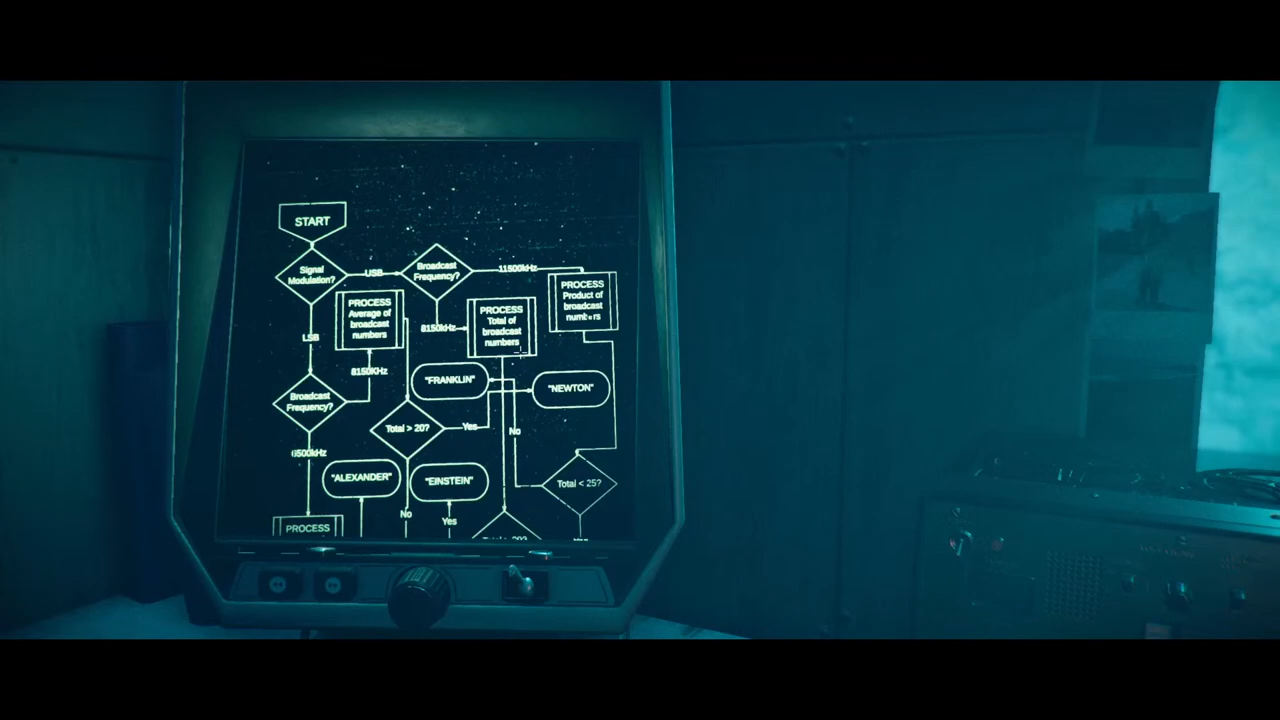 START
Signal
Modulation?
USB
Broadcast
Frequency?
11500kHz
PROCESS
Product of
broadcast
PROCESS
Average of
broadcast
numbers
PROCESS
Total of
broadcast
numbers
8150kHz
LSB
8150KHz
"FRANKLIN"
"NEWTON"
Broadcast
Frequency?
Total > 20?
Yes
No
6500kHz
"ALEXANDER"
"EINSTEIN"
Total < 25?
No
Yes
PROCESS